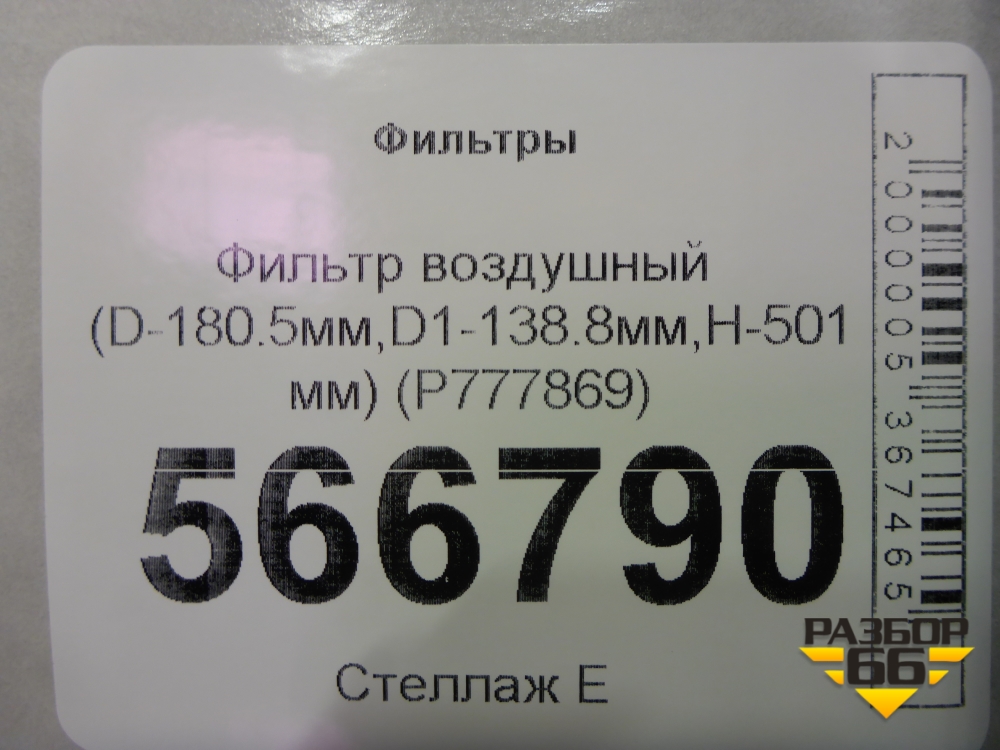 Фильтры
Фильтр воздушный
(D-180.5мм,D1-138.8мм,H-501
мм) (P777869)
566790
Стеллаж Е
2000005367465
РАЗБОР
66